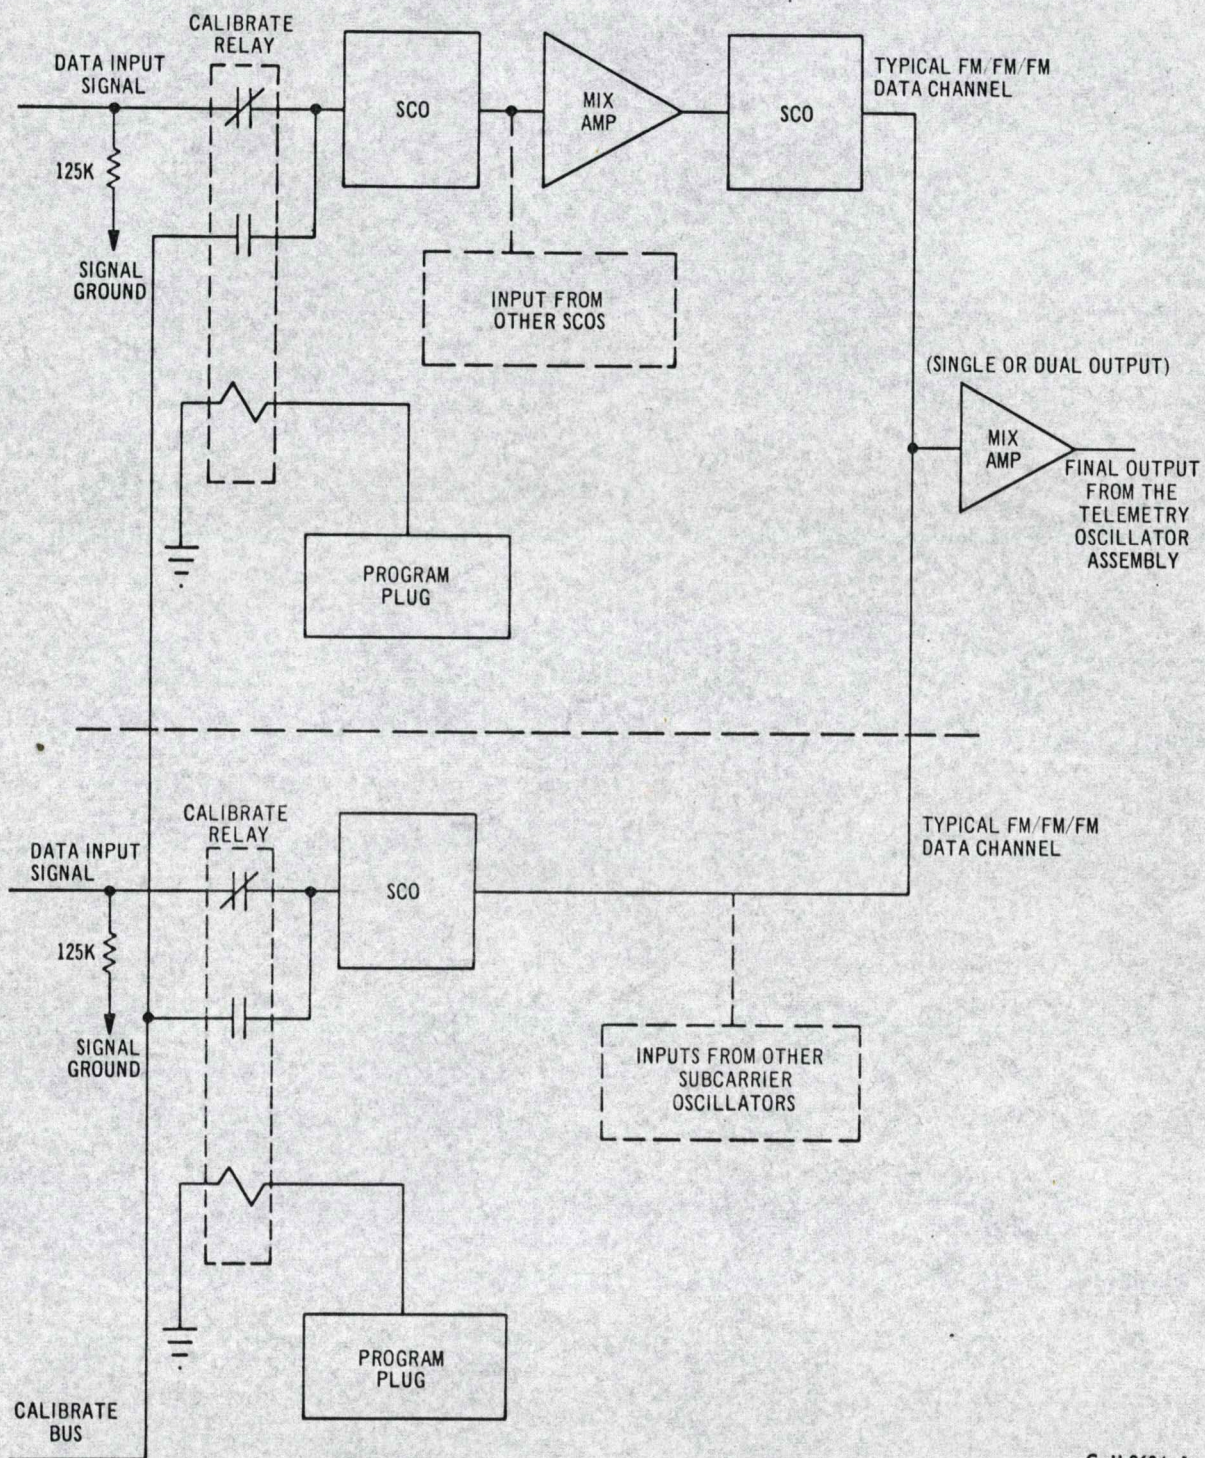 CALIBRATE
RELAY
DATA INPUT
SIGNAL
125K
SIGNAL
GROUND
SCO
MIX
AMP
SCO
TYPICAL FM/FM/FM
DATA CHANNEL
INPUT FROM
OTHER SCOS
PROGRAM
PLUG
(SINGLE OR DUAL OUTPUT)
MIX
AMP
FINAL OUTPUT
FROM THE
TELEMETRY
OSCILLATOR
ASSEMBLY
CALIBRATE
RELAY
DATA INPUT
SIGNAL
125K
SIGNAL
GROUND
SCO
TYPICAL FM/FM/FM
DATA CHANNEL
INPUTS FROM OTHER
SUBCARRIER
OSCILLATORS
PROGRAM
PLUG
CALIBRATE
BUS